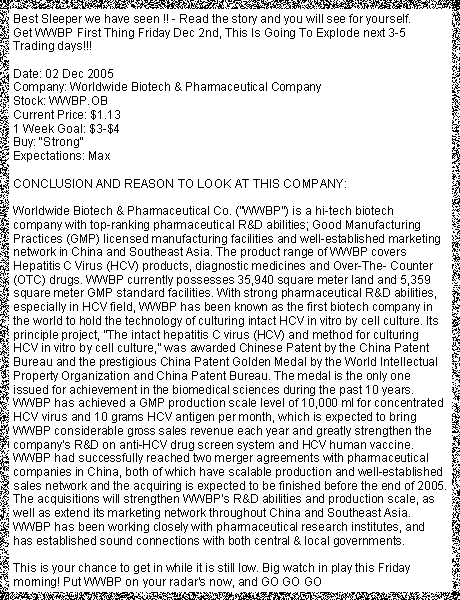 Best Sleeper we have seen !! - Read the story and you will see for yourself.
Get WWBP First Thing Friday Dec 2nd, This Is Going To Explode next 3-5
Trading days!!!
Date: 02 Dec 2005
Company: Worldwide Biotech & Pharmaceutical Company
Stock: WWBP.OB
Current Price: $1.13
1 Week Goal: $3-$4
Buy: "Strong"
Expectations: Max
CONCLUSION AND REASON TO LOOK AT THIS COMPANY:
Worldwide Biotech & Pharmaceutical Co. ("WWBP") is a hi-tech biotech
company with top-ranking pharmaceutical R&D abilities; Good Manufacturing
Practices (GMP) licensed manufacturing facilities and well-established marketing
network in China and Southeast Asia. The product range of WWBP covers
Hepatitis C Virus (HCV) products, diagnostic medicines and Over-The- Counter
(OTC) drugs. WWBP currently possesses 35,940 square meter land and 5,359
square meter GMP standard facilities. With strong pharmaceutical R&D abilities,
especially in HCV field, WWBP has been known as the first biotech company in
the world to hold the technology of culturing intact HCV in vitro by cell culture. Its
principle project, "The intact hepatitis C virus (HCV) and method for culturing
HCV in vitro by cell culture," was awarded Chinese Patent by the China Patent
Bureau and the prestigious China Patent Golden Medal by the World Intellectual
Property Organization and China Patent Bureau. The medal is the only one
issued for achievement in the biomedical sciences during the past 10 years.
WWBP has achieved a GMP production scale level of 10,000 ml for concentrated
HCV virus and 10 grams HCV antigen per month, which is expected to bring
WWBP considerable gross sales revenue each year and greatly strengthen the
company's R&D on anti-HCV drug screen system and HCV human vaccine.
WWBP had successfully reached two merger agreements with pharmaceutical
companies in China, both of which have scalable production and well-established
sales network and the acquiring is expected to be finished before the end of 2005.
The acquisitions will strengthen WWBP's R&D abilities and production scale, as
well as extend its marketing network throughout China and Southeast Asia.
WWBP has been working closely with pharmaceutical research institutes, and
has established sound connections with both central & local governments.
This is your chance to get in while it is still low. Big watch in play this Friday
morning! Put WWBP on your radar's now, and GO GO GO